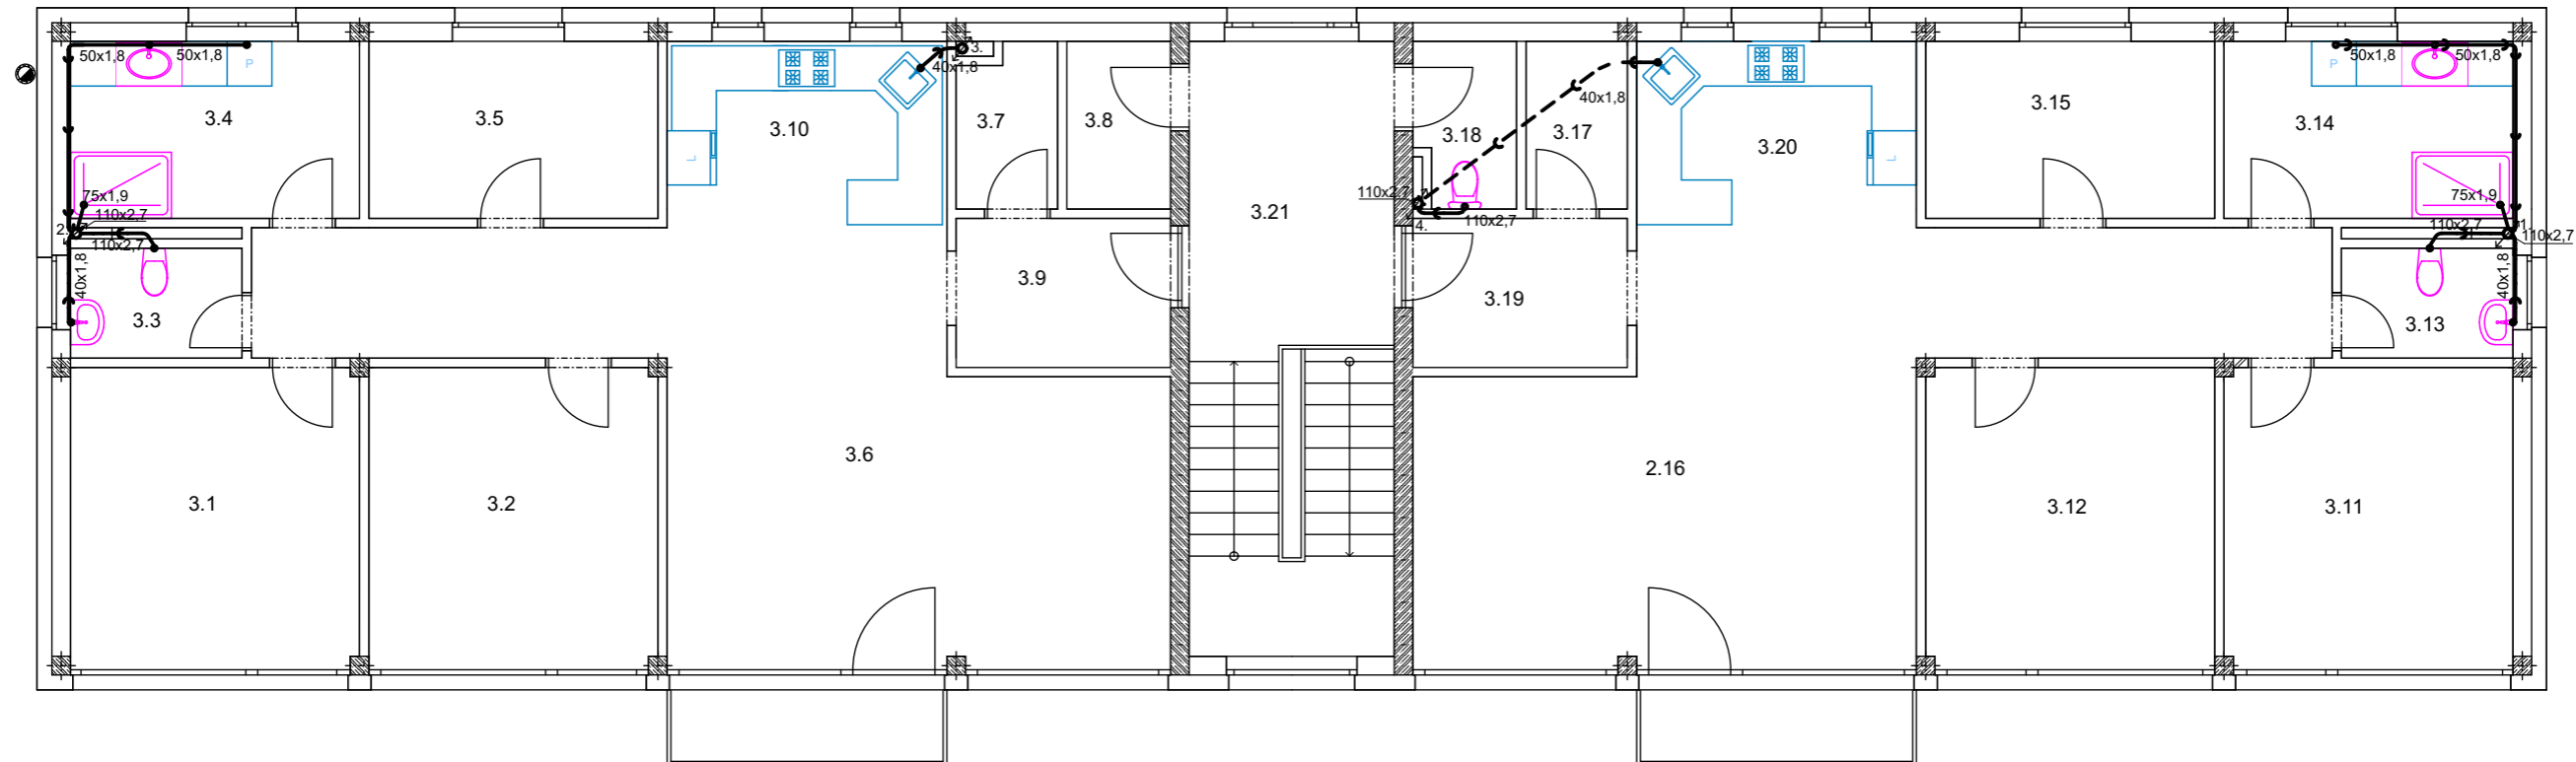 50x1,8
50x1,8
P
3.4
3.5
3.10
L
40x1,8
3.
3.7
3.8
3.21
3.18
3.17
40x1,8
3.20
L
3.15
3.14
P
50x1,8
50x1,8
75x1,9
110x2,7
2.
110x2,7
40x1,8
3.3
3.9
110x2,7
4.
110x2,7
3.19
75x1,9
110x2,7
1.
110x2,7
40x1,8
3.13
3.1
3.2
3.6
2.16
3.12
3.11